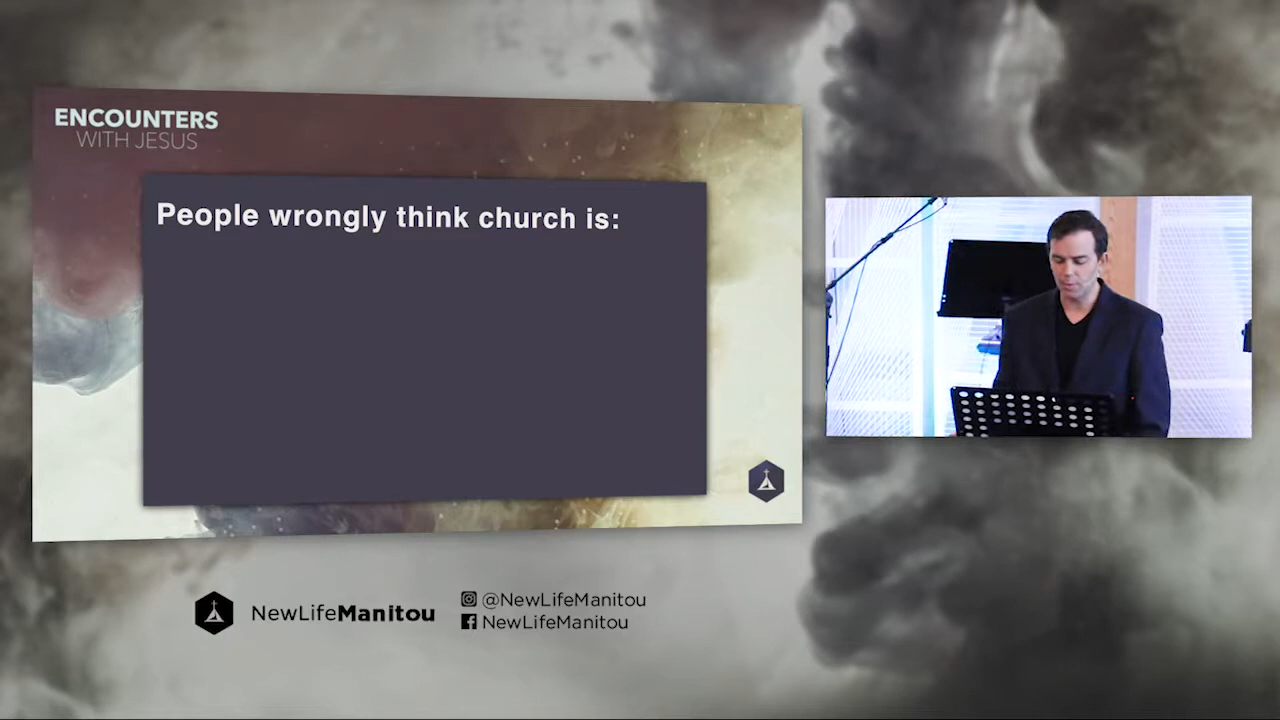 ENCOUNTERS
WITH JESUS
People wrongly think church is:
NewLifeManitou
@NewLifeManitou
NewLifeManitou